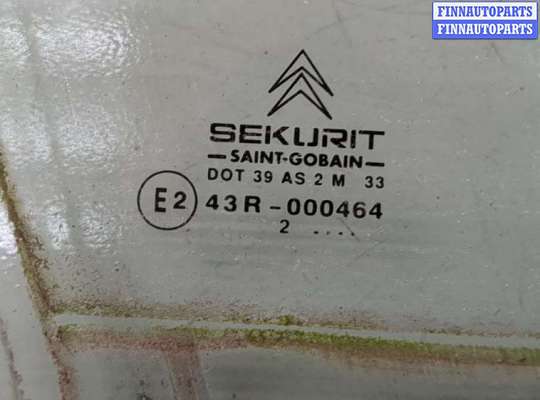 FINNAUTOPARTS
FINNAUTOPARTS
SEKURIT
SAINT-GOBAIN
DOT 39 AS 2 M 33
E2 43R-000464
2 ....